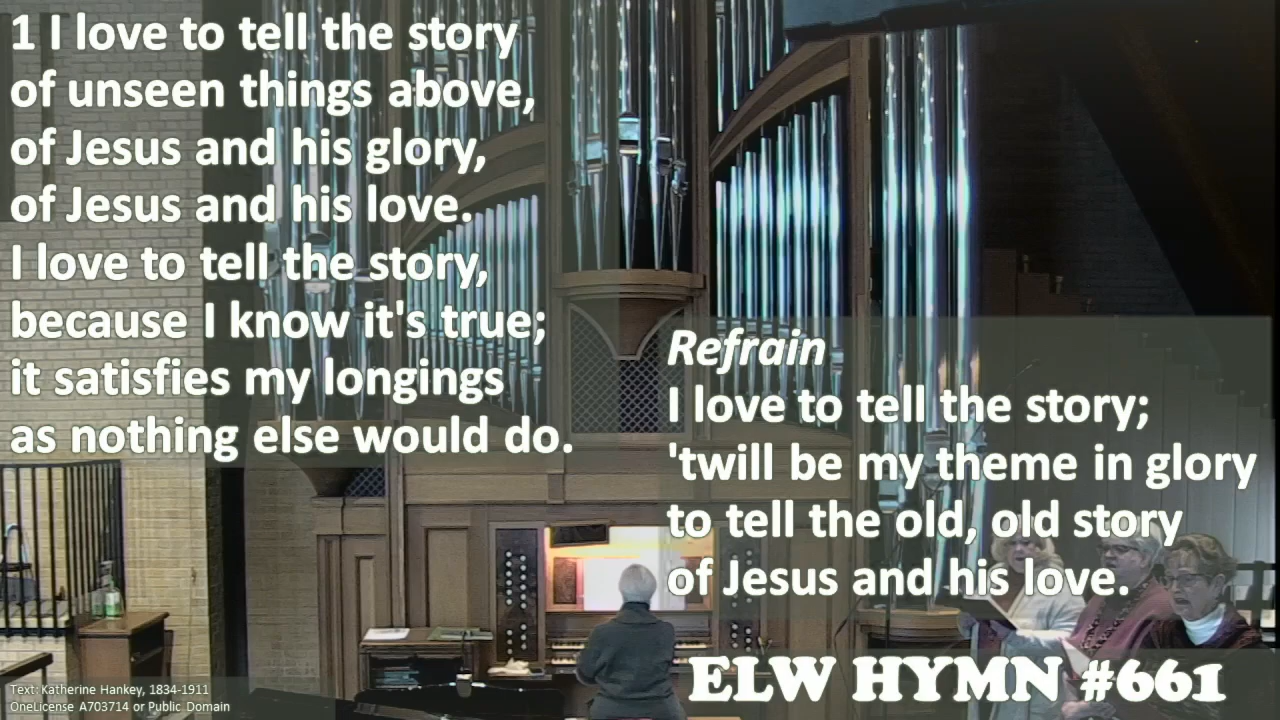 1 I love to tell the story
of unseen things above,
of Jesus and his glory,
of Jesus and his love.
I love to tell the story,
because I know it's true;
it satisfies my longings
as nothing else would do.
Refrain
I love to tell the story;
'twill be my theme in glory
to tell the old, old story
of Jesus and his love.
ELW HYMN #661
Text: Katherine Hankey, 1834-1911
OneLicense A703714 or Public Domain